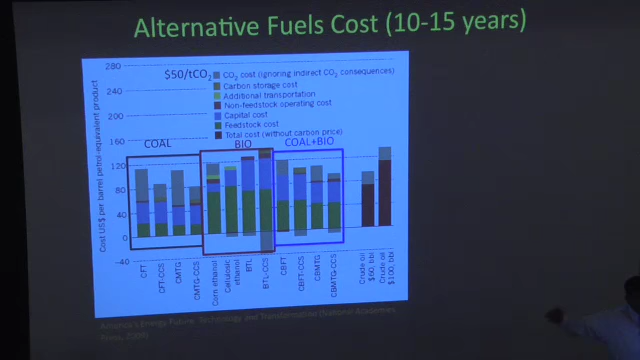 Alternative Fuels Cost (10-15 years)
280
240
200
160
120
80
40
0
−40
Cost US$ per barrel petrol-equivalent product
$50/tCO2
CO2 cost (ignoring indirect CO2 consequences)
Carbon storage cost
Additional transportation
Non-feedstock operating cost
Capital cost
Feedstock cost
Total cost (without carbon price)
COAL
BIO
COAL+BIO
CFT
CFT-CCS
CMTG
CMTG-CCS
Corn ethanol
Cellulosic
ethanol
BTL
BTL-CCS
CBFT
CBFT-CCS
CBMTG
CBMTG-CCS
Crude oil
$60, bbl
Crude oil
$100, bbl
America's Energy Future: Technology and Transformation (National Academies
Press, 2009)